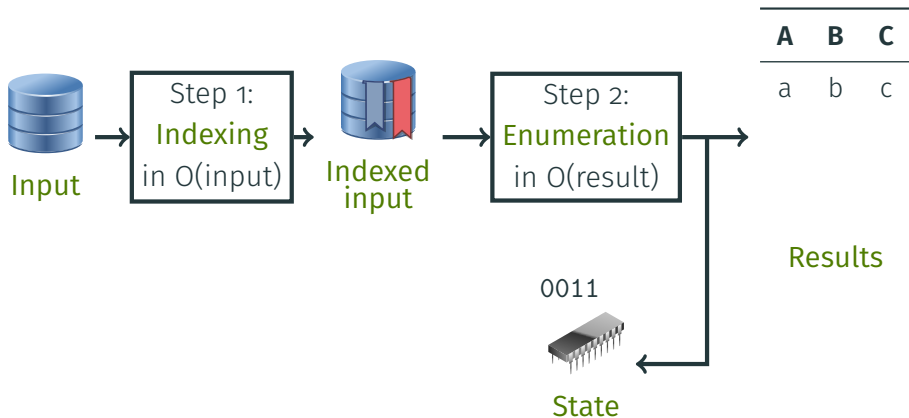 A B C
a b c
Step 1:
Indexing
in O(input)
Step 2:
Enumeration
in O(result)
Input
Indexed
input
Results
0011
State